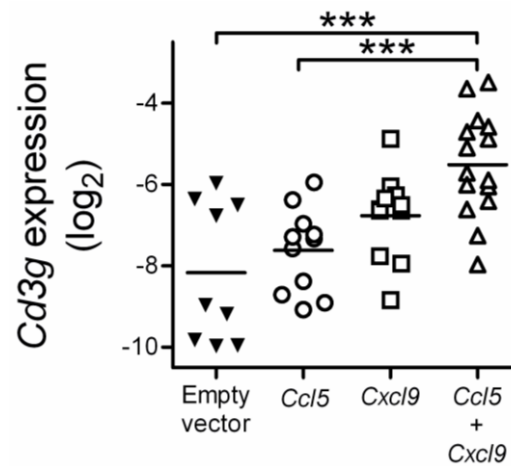 ***
***
Cd3g expression
(log2)
-4
-6
-8
-10
Empty
vector
Ccl5
Cxcl9
Ccl5
+
Cxcl9